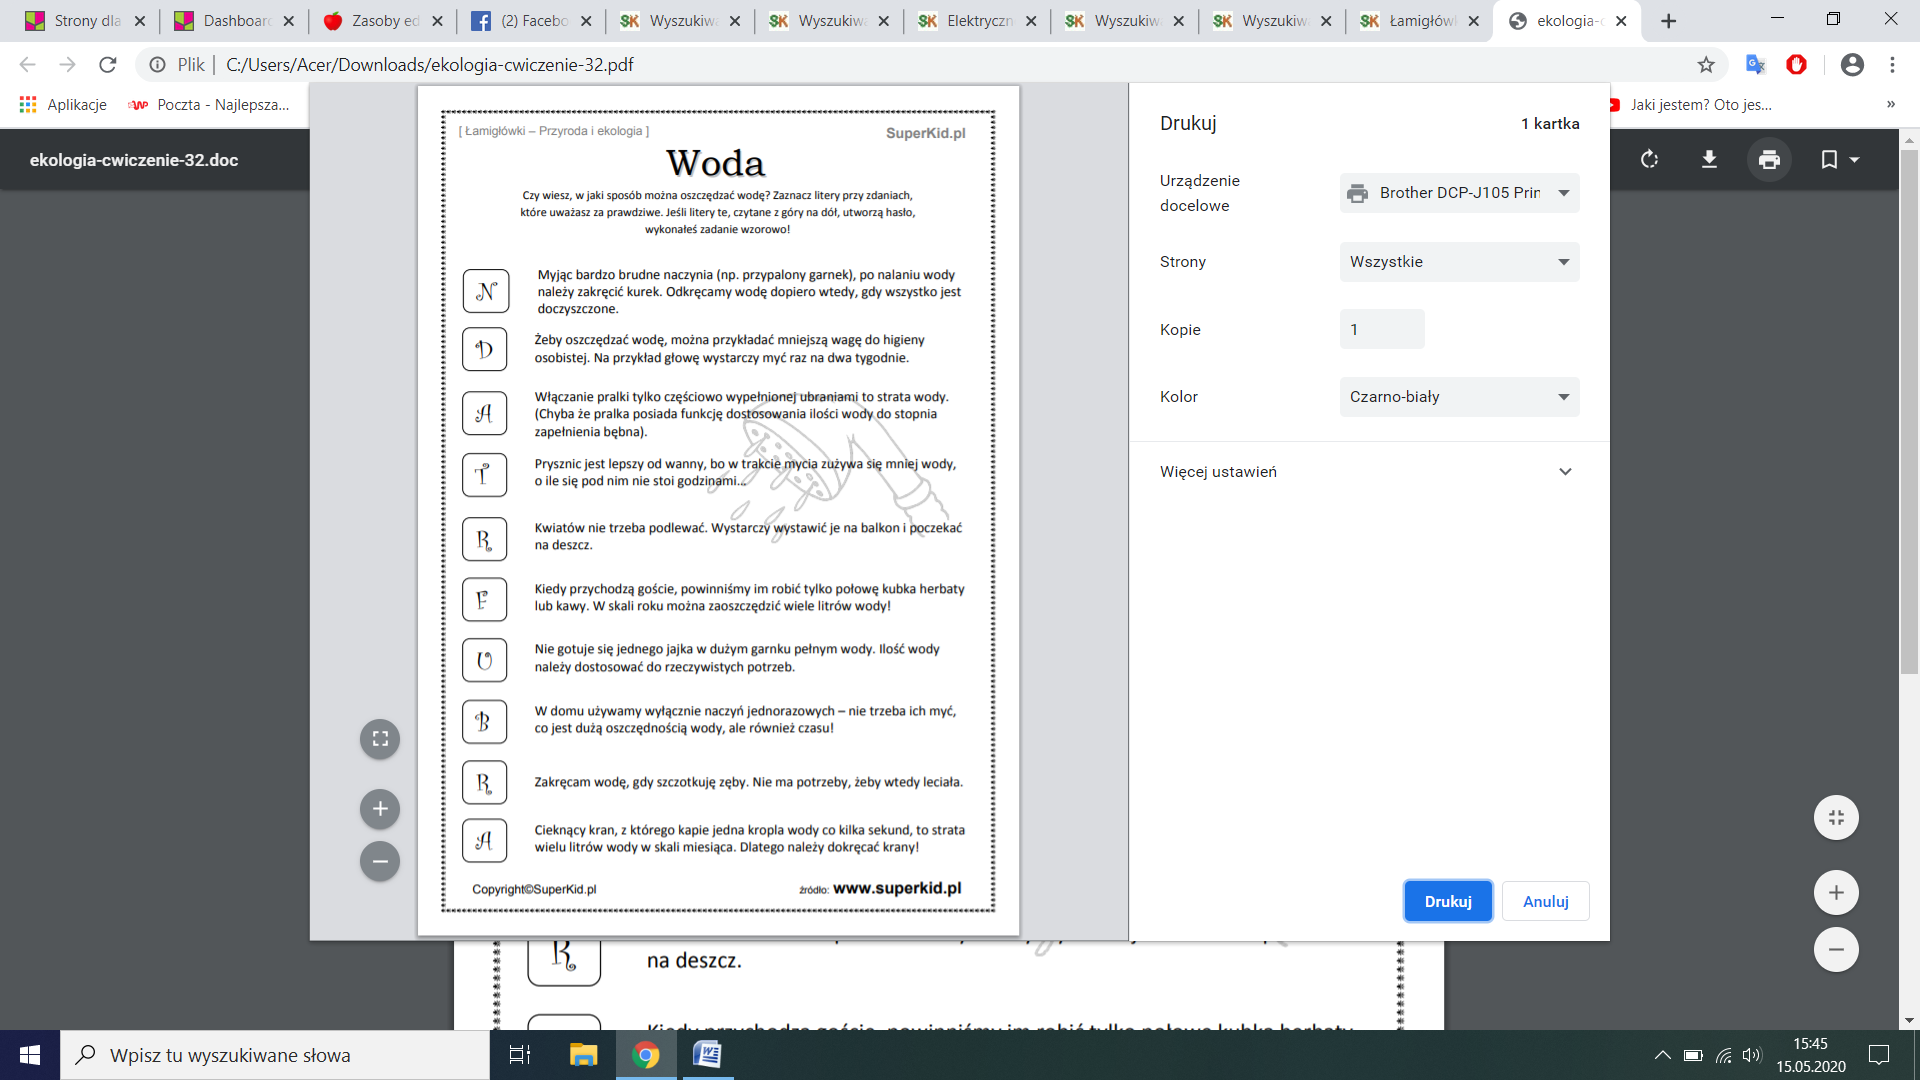 Strony dla
Dashboard
Zasoby ed
(2) Facebo
Wyszukiwa
Wyszukiwa
Elektryczn
Wyszukiwa
Wyszukiwa
Łamigłówk
ekologia-c
Plik
C:/Users/Acer/Downloads/ekologia-cwiczenie-32.pdf
Aplikacje
Poczta - Najlepsza...
Jaki jestem? Oto jes...
»
ekologia-cwiczenie-32.doc
[ Łamigłówki – Przyroda i ekologia ]
SuperKid.pl
Woda
Czy wiesz, w jaki sposób można oszczędzać wodę? Zaznacz litery przy zdaniach,
które uważasz za prawdziwe. Jeśli litery te, czytane z góry na dół, utworzą hasło,
wykonałeś zadanie wzorowo!
N
Myjąc bardzo brudne naczynia (np. przypalony garnek), po nalaniu wody
należy zakręcić kurek. Odkręcamy wodę dopiero wtedy, gdy wszystko jest
doczyszczone.
D
Żeby oszczędzać wodę, można przykładać mniejszą wagę do higieny
osobistej. Na przykład głowę wystarczy myć raz na dwa tygodnie.
A
Włączanie pralki tylko częściowo wypełnionej ubraniami to strata wody.
(Chyba że pralka posiada funkcję dostosowania ilości wody do stopnia
zapełnienia bębna).
T
Prysznic jest lepszy od wanny, bo w trakcie mycia zużywa się mniej wody,
o ile się pod nim nie stoi godzinami...
R
Kwiatów nie trzeba podlewać. Wystarczy wystawić je na balkon i poczekać
na deszcz.
F
Kiedy przychodzą goście, powinniśmy im robić tylko połowę kubka herbaty
lub kawy. W skali roku można zaoszczędzić wiele litrów wody!
U
Nie gotuje się jednego jajka w dużym garnku pełnym wody. Ilość wody
należy dostosować do rzeczywistych potrzeb.
B
W domu używamy wyłącznie naczyń jednorazowych – nie trzeba ich myć,
co jest dużą oszczędnością wody, ale również czasu!
R
Zakręcam wodę, gdy szczotkuję zęby. Nie ma potrzeby, żeby wtedy leciała.
A
Cieknący kran, z którego kapie jedna kropla wody co kilka sekund, to strata
wielu litrów wody w skali miesiąca. Dlatego należy dokręcać krany!
Copyright©SuperKid.pl
źródło: www.superkid.pl
Drukuj
1 kartka
Urządzenie
docelowe
Brother DCP-J105 Prin
Strony
Wszystkie
Kopie
1
Kolor
Czarno-biały
Więcej ustawień
Drukuj
Anuluj
R
na deszcz.
Kiedy przychodzą goście, powinniśmy im robić tylko połowę kubka herbaty
Wpisz tu wyszukiwane słowa
15:45
15.05.2020